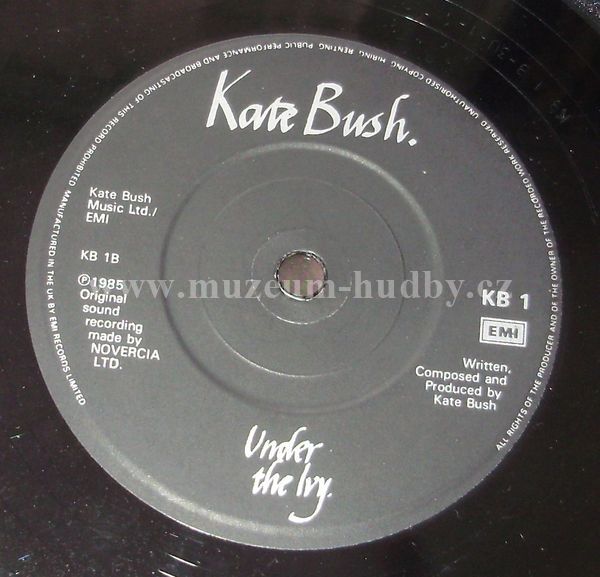 Kate Bush.
Kate Bush
Music Ltd./
EMI
KB 1B
℗1985
Original
sound
recording
made by
NOVERCIA
LTD.
www.muzeum-hudby.cz
KB 1
EMI
Written,
Composed and
Produced by
Kate Bush
Under
the Ivy.
ALL RIGHTS OF THE PRODUCER AND OF THE OWNER OF THE RECORDED WORK RESERVED UNAUTHORISED COPYING, HIRING, RENTING, PUBLIC PERFORMANCE AND BROADCASTING OF THIS RECORD PROHIBITED MANUFACTURED IN THE UK BY EMI RECORDS LIMITED